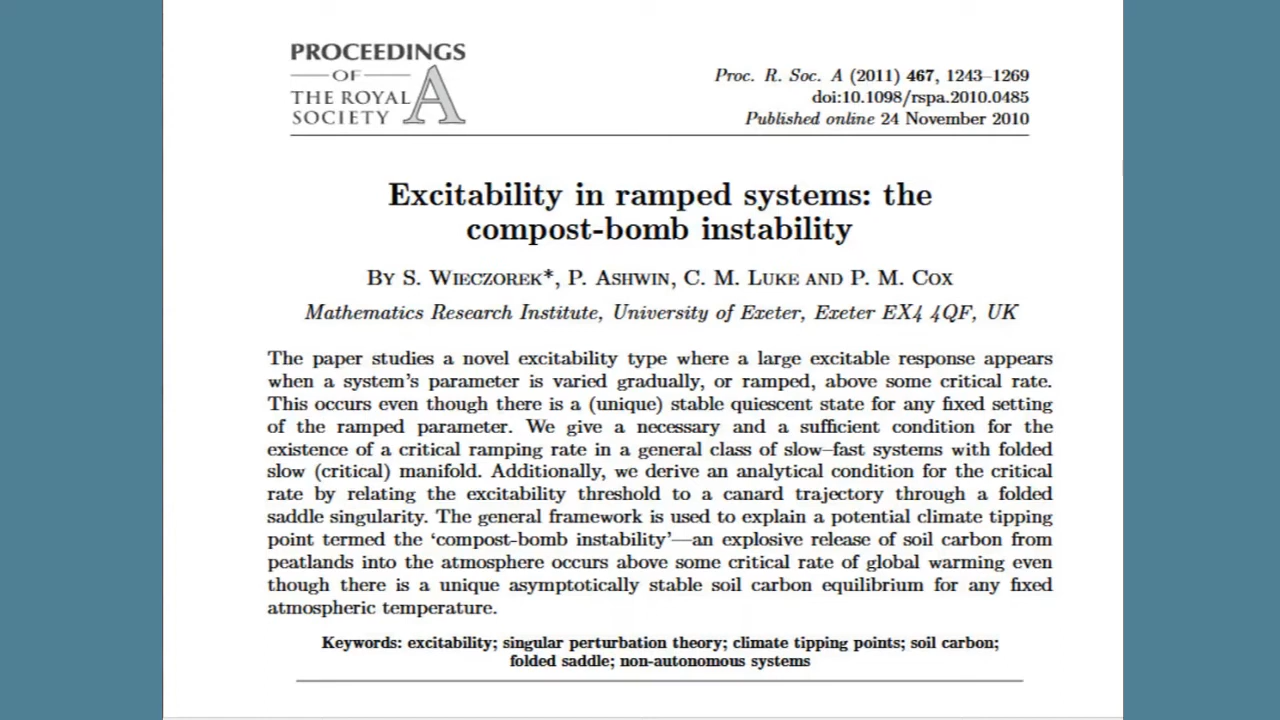 PROCEEDINGS
OF
THE ROYAL
SOCIETY A
Proc. R. Soc. A (2011) 467, 1243–1269
doi:10.1098/rspa.2010.0485
Published online 24 November 2010
Excitability in ramped systems: the
compost-bomb instability
BY S. WIECZOREK*, P. ASHWIN, C. M. LUKE AND P. M. COX
Mathematics Research Institute, University of Exeter, Exeter EX4 4QF, UK
The paper studies a novel excitability type where a large excitable response appears
when a system's parameter is varied gradually, or ramped, above some critical rate.
This occurs even though there is a (unique) stable quiescent state for any fixed setting
of the ramped parameter. We give a necessary and a sufficient condition for the
existence of a critical ramping rate in a general class of slow–fast systems with folded
slow (critical) manifold. Additionally, we derive an analytical condition for the critical
rate by relating the excitability threshold to a canard trajectory through a folded
saddle singularity. The general framework is used to explain a potential climate tipping
point termed the ‘compost-bomb instability’—an explosive release of soil carbon from
peatlands into the atmosphere occurs above some critical rate of global warming even
though there is a unique asymptotically stable soil carbon equilibrium for any fixed
atmospheric temperature.
Keywords: excitability; singular perturbation theory; climate tipping points; soil carbon;
folded saddle; non-autonomous systems